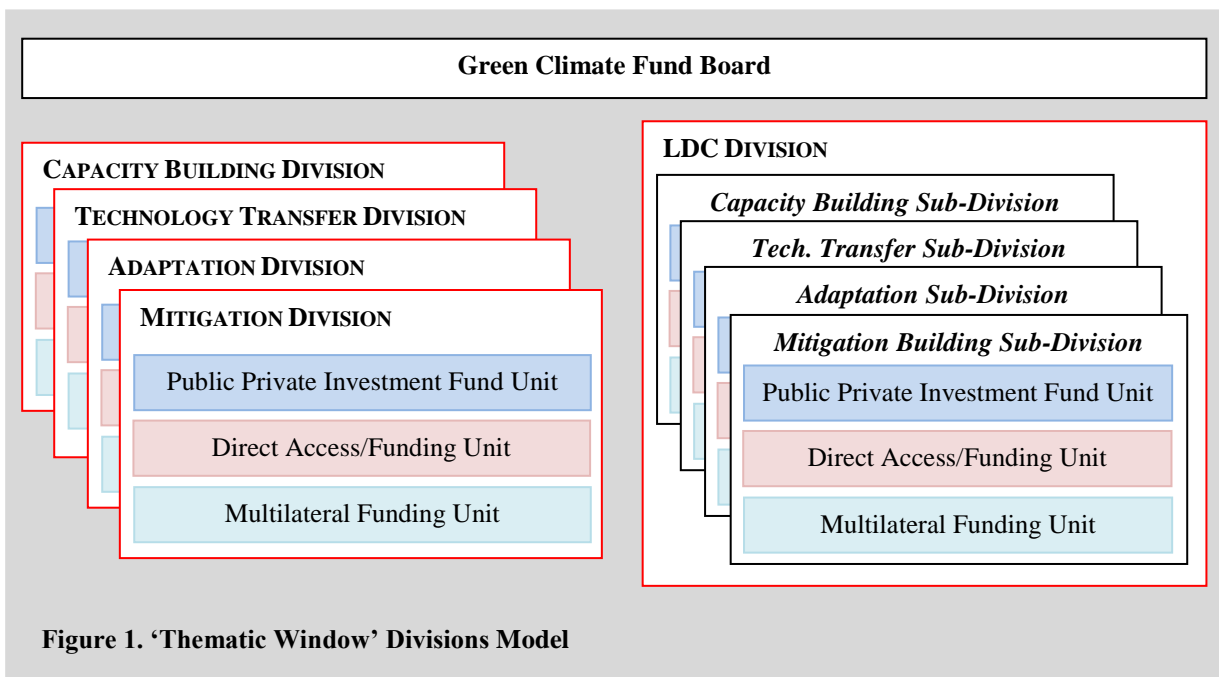 Green Climate Fund Board
CAPACITY BUILDING DIVISION
TECHNOLOGY TRANSFER DIVISION
ADAPTATION DIVISION
MITIGATION DIVISION
Public Private Investment Fund Unit
Direct Access/Funding Unit
Multilateral Funding Unit
LDC DIVISION
Capacity Building Sub-Division
Tech. Transfer Sub-Division
Adaptation Sub-Division
Mitigation Building Sub-Division
Public Private Investment Fund Unit
Direct Access/Funding Unit
Multilateral Funding Unit
Figure 1. ‘Thematic Window’ Divisions Model